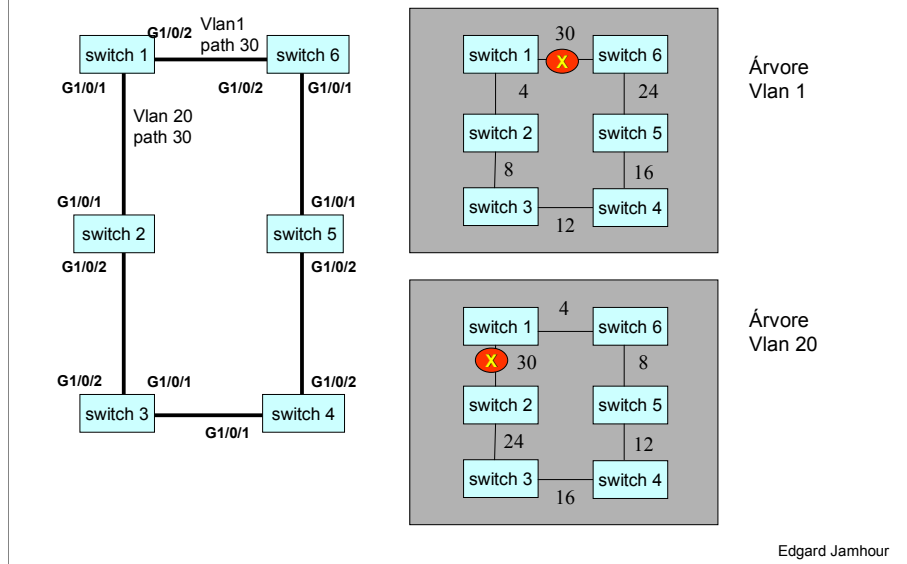 G1/0/2
Vlan1
path 30
switch 1
switch 6
G1/0/1
G1/0/2
G1/0/1
Vlan 20
path 30
G1/0/1
G1/0/1
switch 2
switch 5
G1/0/2
G1/0/2
G1/0/2
G1/0/1
G1/0/2
switch 3
switch 4
G1/0/1
30
switch 1
X
switch 6
4
24
switch 2
switch 5
8
16
switch 3
switch 4
12
Árvore
Vlan 1
4
switch 1
switch 6
X
30
8
switch 2
switch 5
24
12
switch 3
switch 4
16
Árvore
Vlan 20
Edgard Jamhour